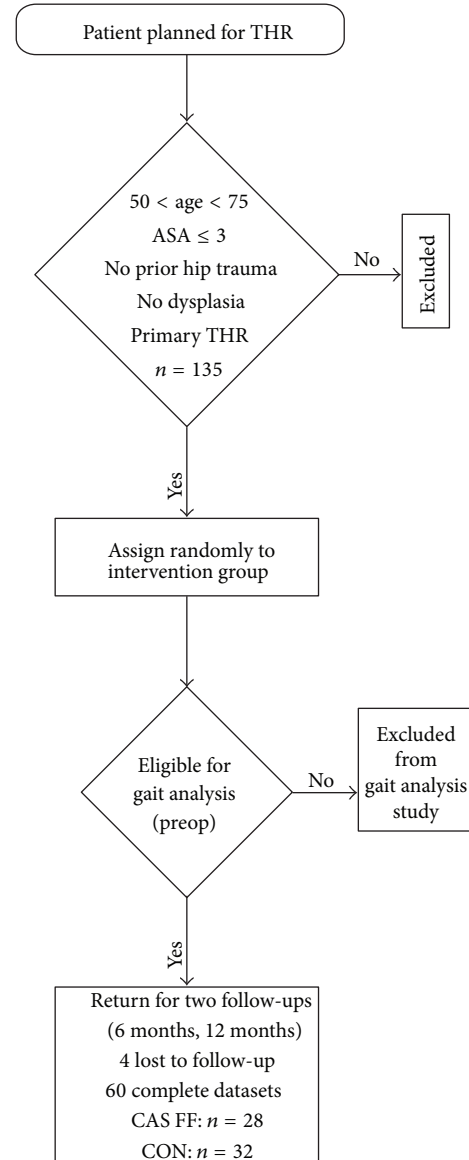 Patient planned for THR
50 < age < 75
ASA ≤ 3
No prior hip trauma
No dysplasia
Primary THR
n = 135
No
Excluded
Yes
Assign randomly to
intervention group
Eligible for
gait analysis
(preop)
No
Excluded
from
gait analysis
study
Yes
Return for two follow-ups
(6 months, 12 months)
4 lost to follow-up
60 complete datasets
CAS FF: n = 28
CON: n = 32